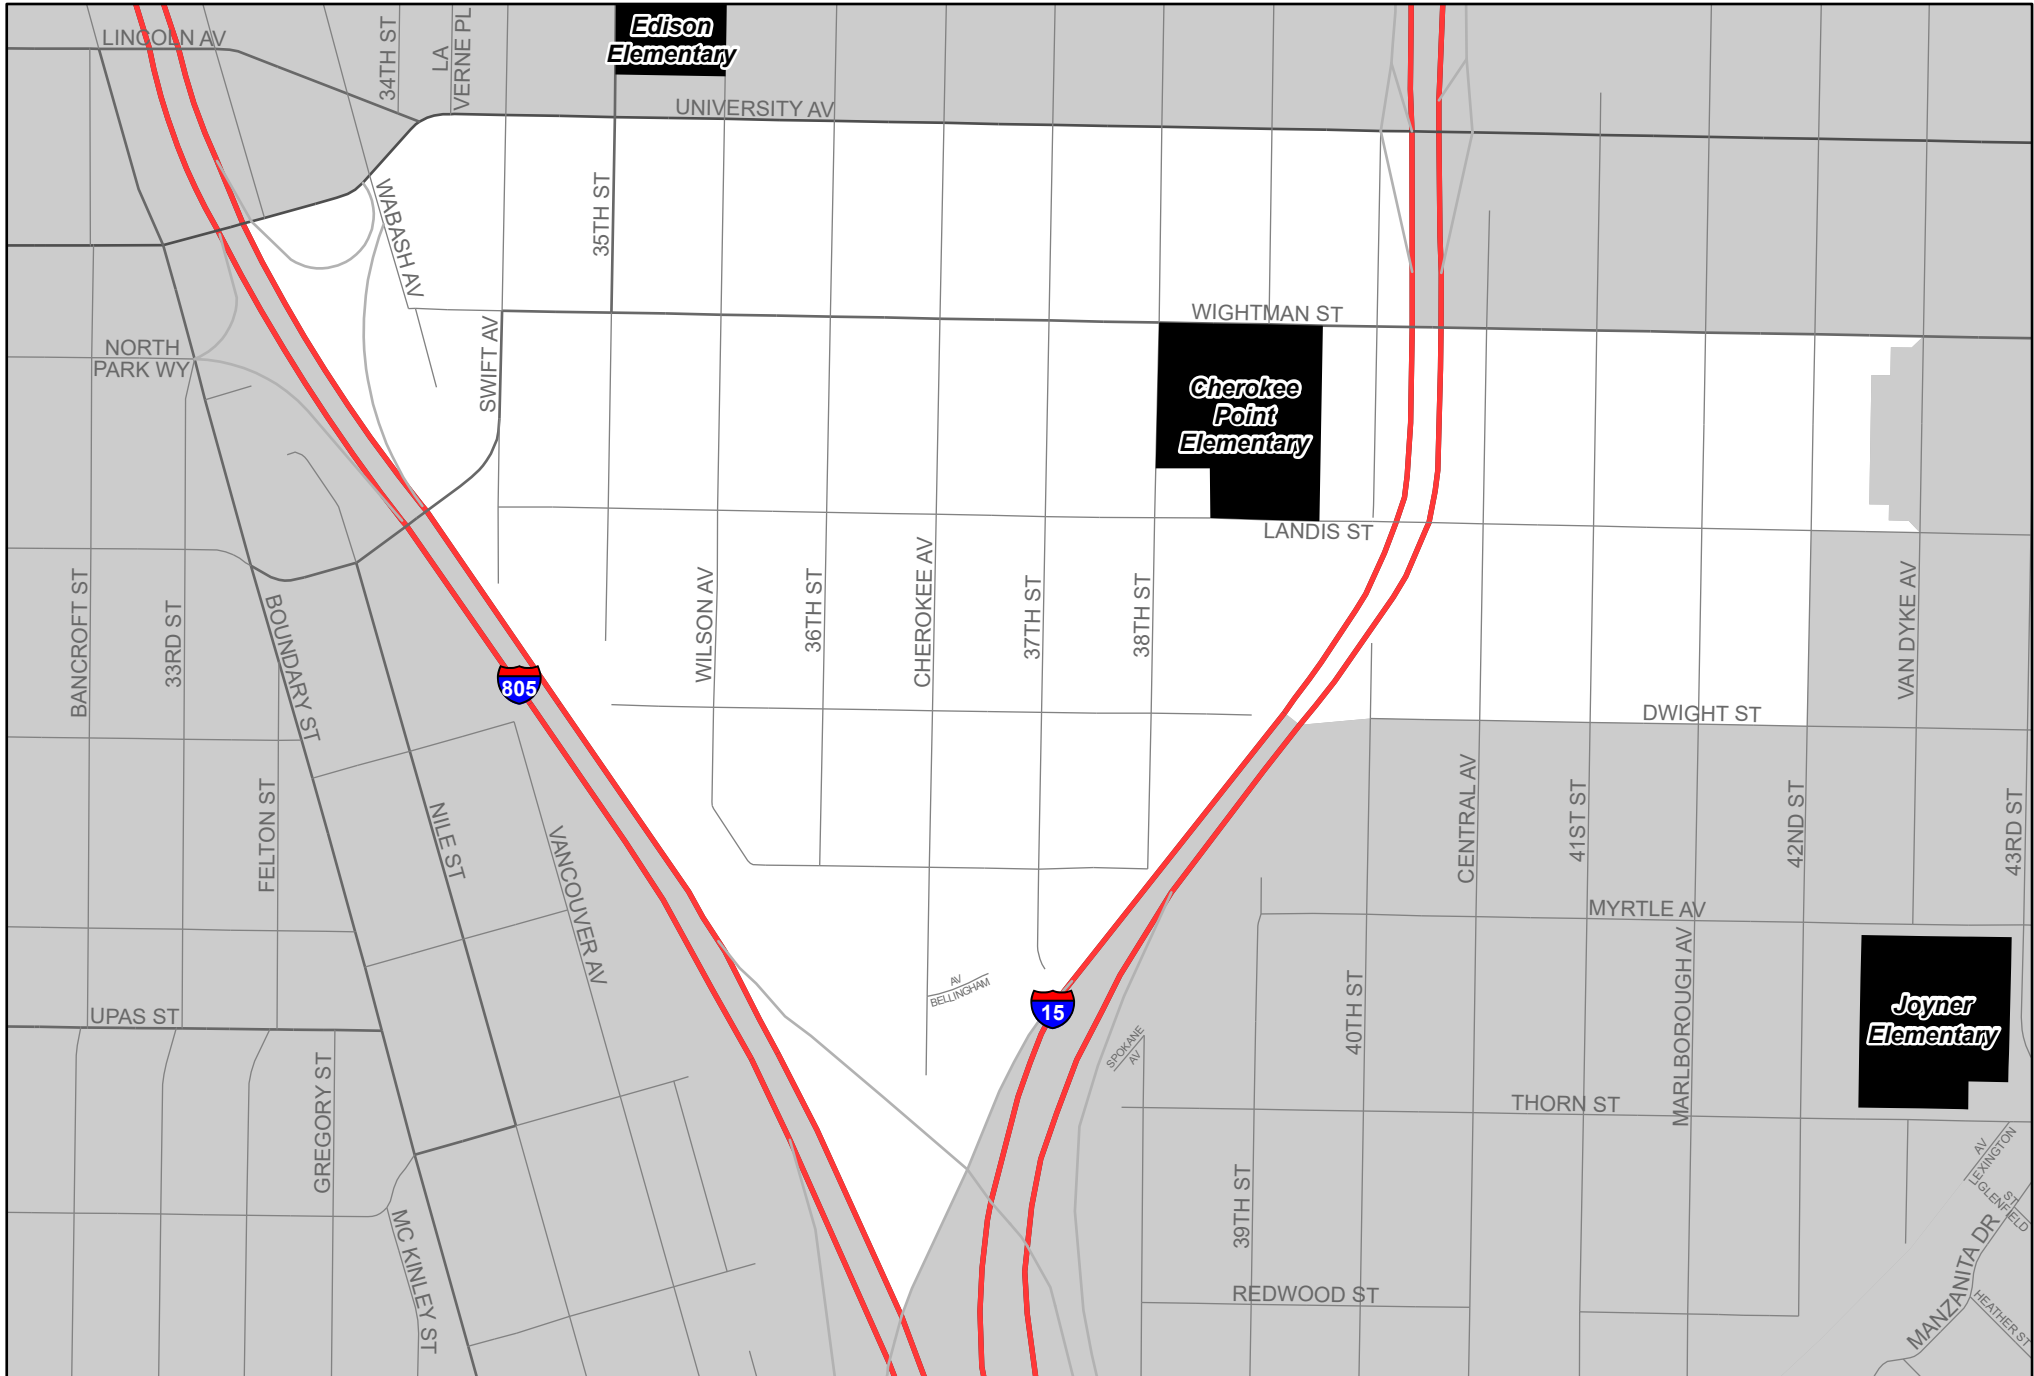 Edison
Elementary
LINCOLN AV
34TH ST
LA
VERNE PL
UNIVERSITY AV
WABASH AV
35TH ST
WIGHTMAN ST
NORTH
PARK WY
SWIFT AV
Cherokee
Point
Elementary
LANDIS ST
BANCROFT ST
33RD ST
BOUNDARY ST
WILSON AV
36TH ST
CHEROKEE AV
37TH ST
38TH ST
VAN DYKE AV
805
DWIGHT ST
FELTON ST
NILE ST
VANCOUVER AV
CENTRAL AV
41ST ST
42ND ST
43RD ST
MYRTLE AV
MARLBOROUGH AV
AV
BELLINGHAM
15
40TH ST
Joyner
Elementary
UPAS ST
SPOKANE
AV
GREGORY ST
THORN ST
AV
LEXINGTON
ST
GLENFIELD
39TH ST
MC KINLEY ST
REDWOOD ST
MANZANITA DR
HEATHER ST